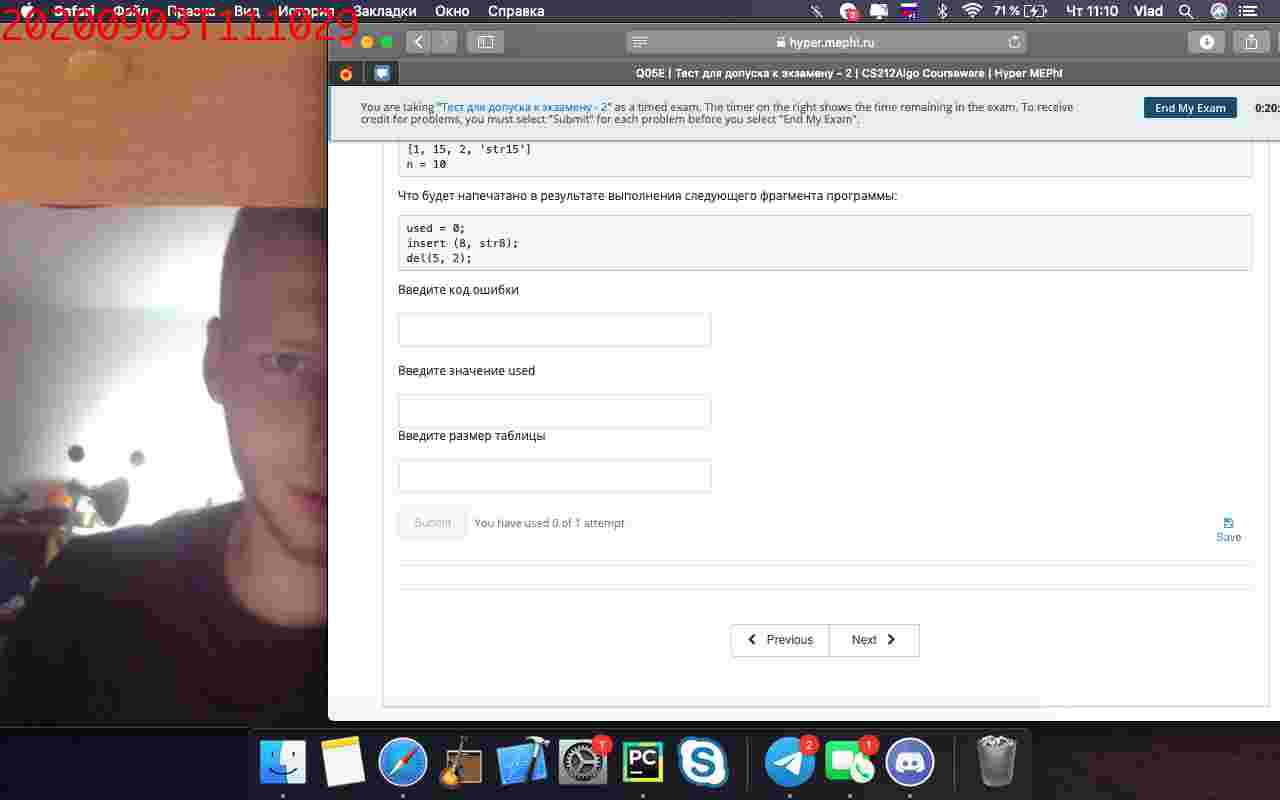 Safari Файл Правка Вид История Закладки Окно Справка 71 % Чт 11:10 Vlad
20200903T111029
hyper.mephi.ru
Q05E | Тест для допуска к экзамену – 2 | CS212Algo Courseware | Hyper MEPhI
You are taking "Тест для допуска к экзамену - 2" as a timed exam. The timer on the right shows the time remaining in the exam. To receive
credit for problems, you must select "Submit" for each problem before you select "End My Exam".
End My Exam
0:20:
[1, 15, 2, 'str15']
n = 10
Что будет напечатано в результате выполнения следующего фрагмента программы:
used = 0;
insert (8, str8);
del(5, 2);
Введите код ошибки
Введите значение used
Введите размер таблицы
Submit You have used 0 of 1 attempt
Save
Previous Next
PC
2
1